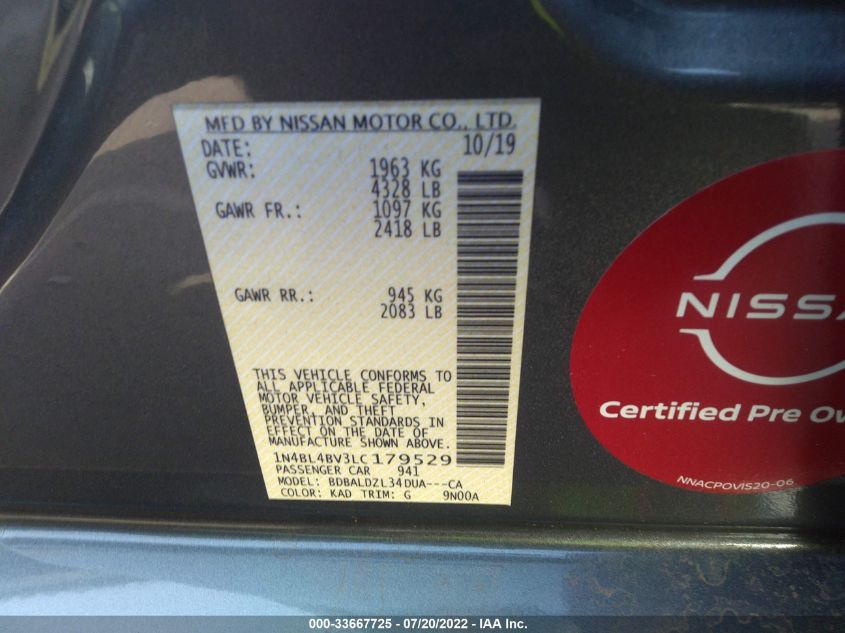 MFD BY NISSAN MOTOR CO., LTD.
DATE: 10/19
GVWR: 1963 KG
4328 LB
GAWR FR.: 1097 KG
2418 LB
GAWR RR.: 945 KG
2083 LB
THIS VEHICLE CONFORMS TO
ALL APPLICABLE FEDERAL
MOTOR VEHICLE SAFETY,
BUMPER, AND THEFT
PREVENTION STANDARDS IN
EFFECT ON THE DATE OF
MANUFACTURE SHOWN ABOVE.
1N4BL4BV3LC179529
PASSENGER CAR 941
MODEL: BDBALDZL34DUA---CA
COLOR: KAD TRIM: G 9N00A
NISSA
Certified Pre Ow
NNACPOVIS20-06
000-33667725 - 07/20/2022 - IAA Inc.